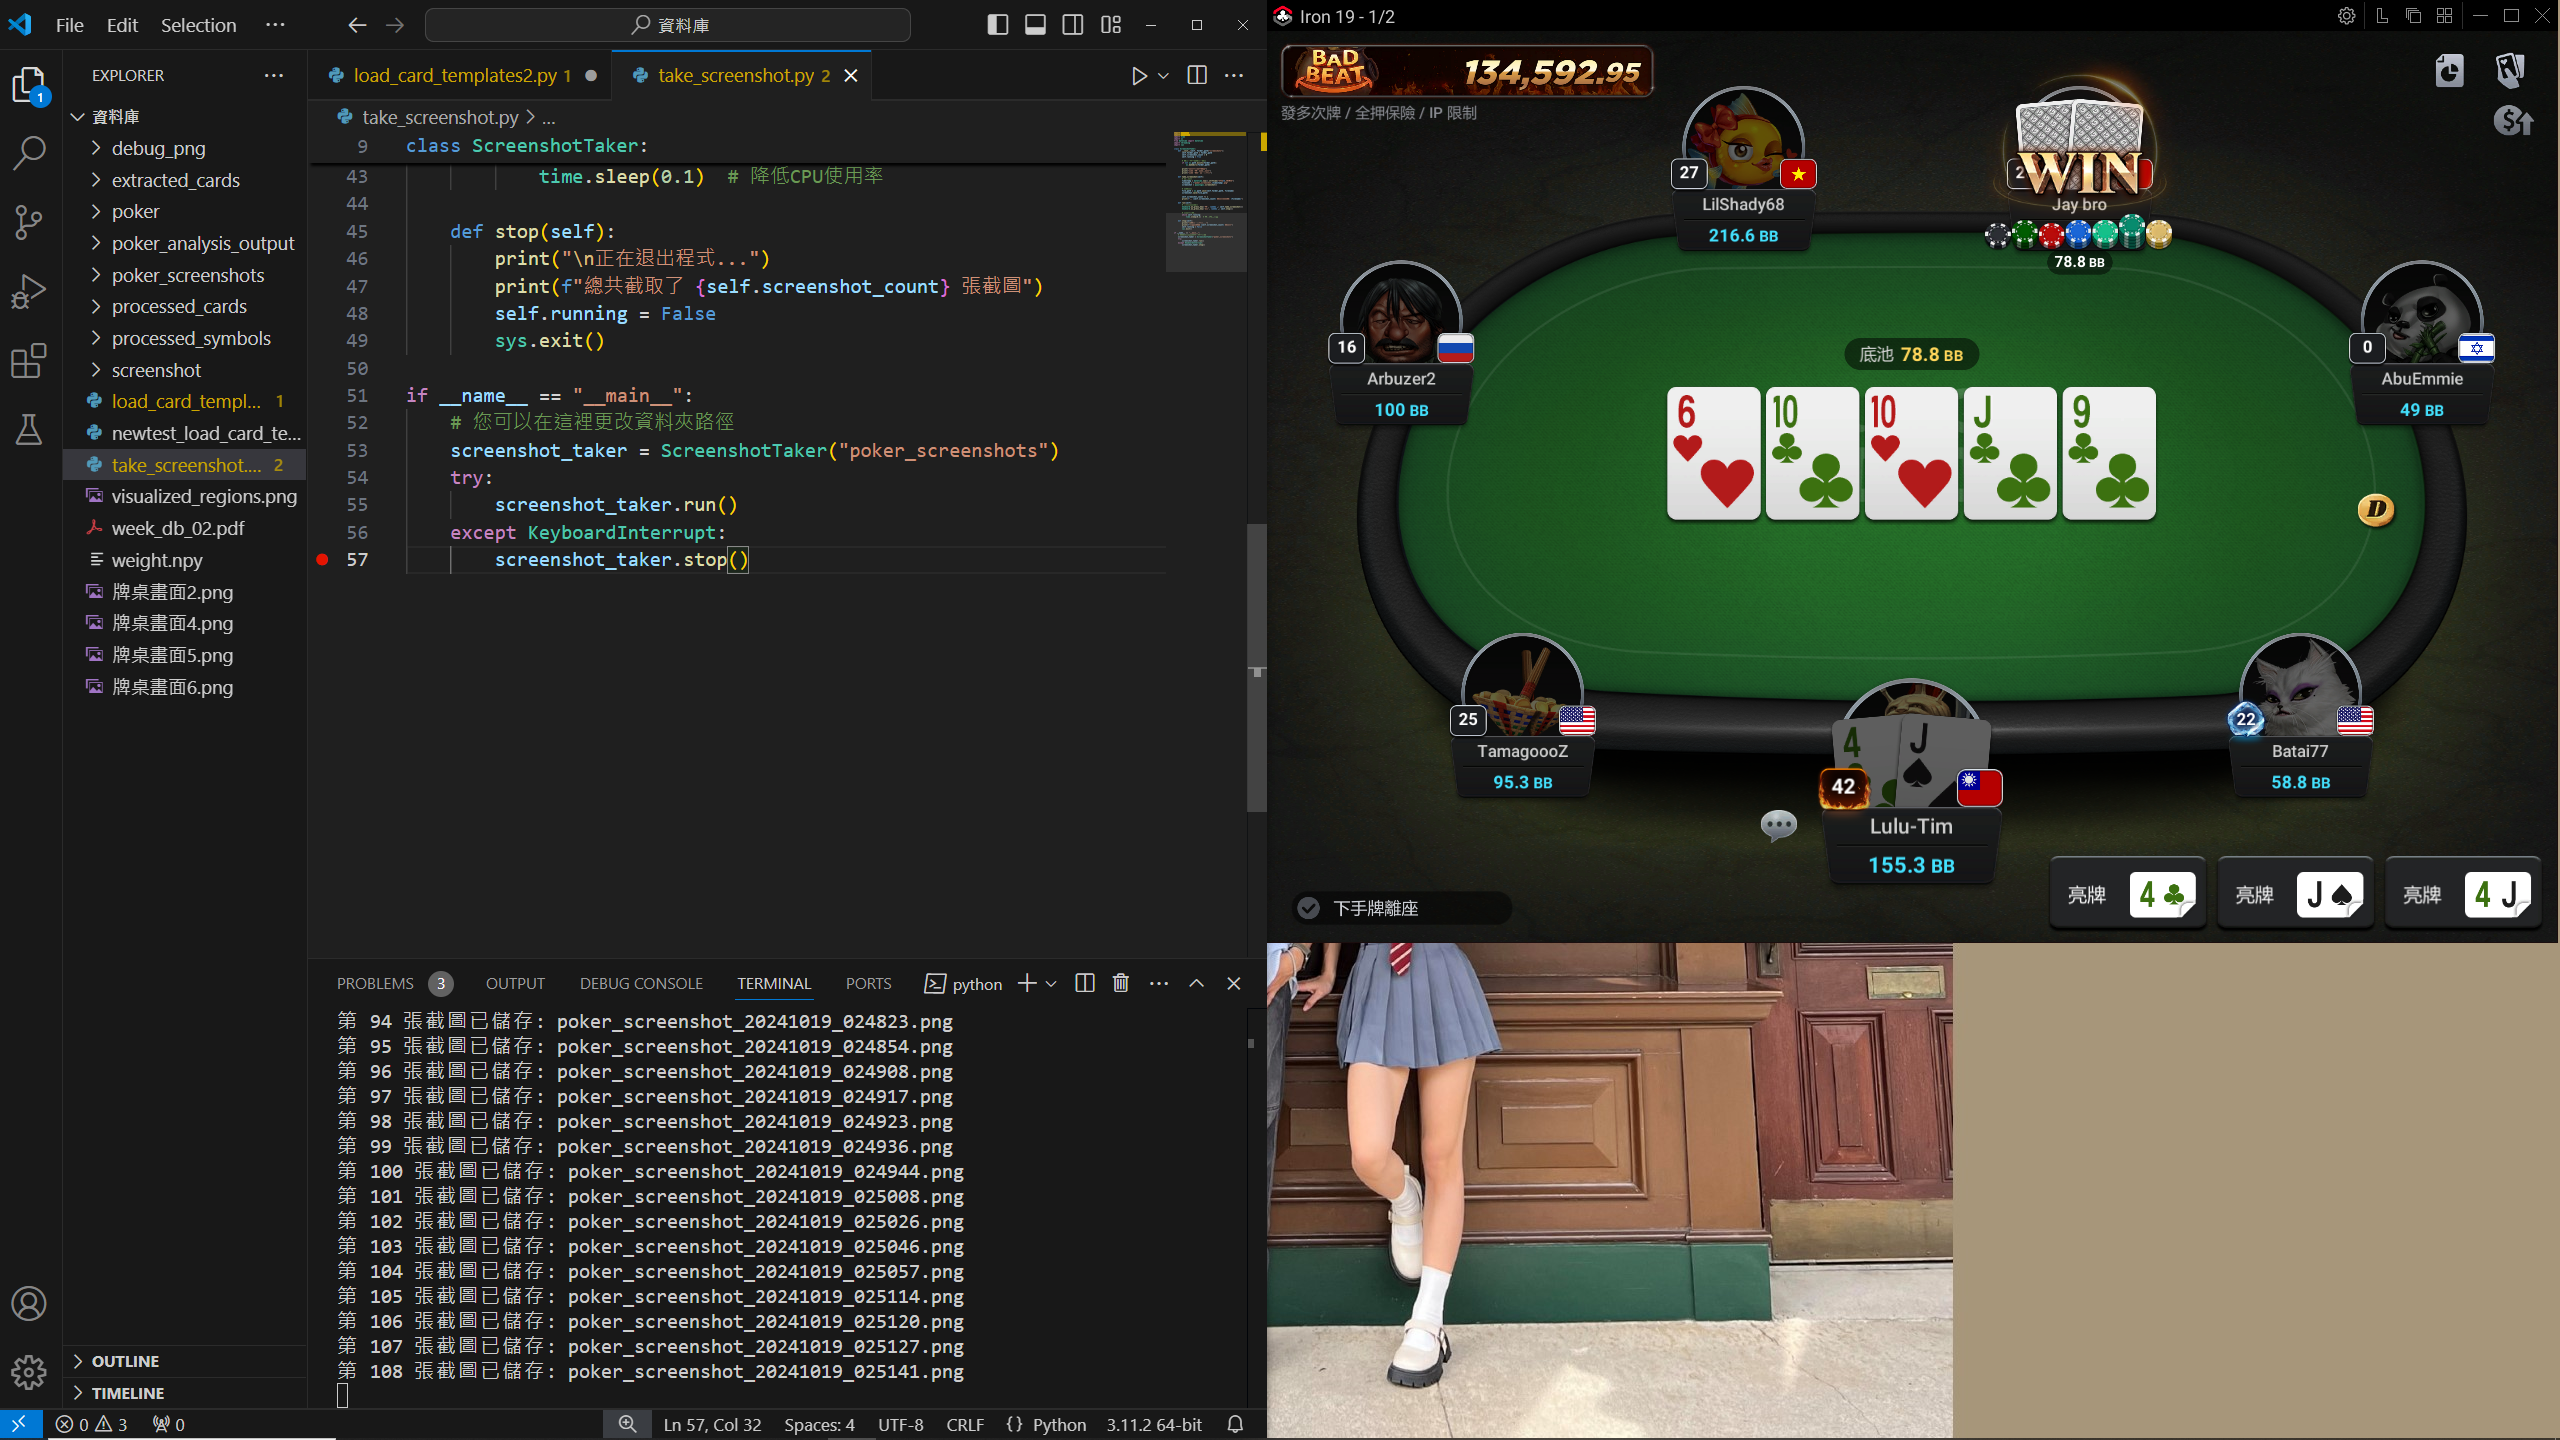 File Edit Selection ...
資料庫
EXPLORER
資料庫
debug_png
extracted_cards
poker
poker_analysis_output
poker_screenshots
processed_cards
processed_symbols
screenshot
load_card_templ... 1
newtest_load_card_te...
take_screenshot.... 2
visualized_regions.png
week_db_02.pdf
weight.npy
牌桌畫面2.png
牌桌畫面4.png
牌桌畫面5.png
牌桌畫面6.png
OUTLINE
TIMELINE
1
load_card_templates2.py 1
take_screenshot.py 2
take_screenshot.py > ...
9 class ScreenshotTaker:
43 time.sleep(0.1) # 降低CPU使用率
44
45 def stop(self):
46 print("\n正在退出程式...")
47 print(f"總共截取了 {self.screenshot_count} 張截圖")
48 self.running = False
49 sys.exit()
50
51 if __name__ == "__main__":
52 # 您可以在這裡更改資料夾路徑
53 screenshot_taker = ScreenshotTaker("poker_screenshots")
54 try:
55 screenshot_taker.run()
56 except KeyboardInterrupt:
57 screenshot_taker.stop()
PROBLEMS 3 OUTPUT DEBUG CONSOLE TERMINAL PORTS python
第 94 張截圖已儲存: poker_screenshot_20241019_024823.png
第 95 張截圖已儲存: poker_screenshot_20241019_024854.png
第 96 張截圖已儲存: poker_screenshot_20241019_024908.png
第 97 張截圖已儲存: poker_screenshot_20241019_024917.png
第 98 張截圖已儲存: poker_screenshot_20241019_024923.png
第 99 張截圖已儲存: poker_screenshot_20241019_024936.png
第 100 張截圖已儲存: poker_screenshot_20241019_024944.png
第 101 張截圖已儲存: poker_screenshot_20241019_025008.png
第 102 張截圖已儲存: poker_screenshot_20241019_025026.png
第 103 張截圖已儲存: poker_screenshot_20241019_025046.png
第 104 張截圖已儲存: poker_screenshot_20241019_025057.png
第 105 張截圖已儲存: poker_screenshot_20241019_025114.png
第 106 張截圖已儲存: poker_screenshot_20241019_025120.png
第 107 張截圖已儲存: poker_screenshot_20241019_025127.png
第 108 張截圖已儲存: poker_screenshot_20241019_025141.png
0 3 0 Ln 57, Col 32 Spaces: 4 UTF-8 CRLF {} Python 3.11.2 64-bit
Iron 19 - 1/2
BAD BEAT 134,592.95
發多次牌 / 全押保險 / IP 限制
27
LilShady68
216.6 BB
WIN
Jay bro
78.8 BB
16
Arbuzer2
100 BB
0
AbuEmmie
49 BB
底池 78.8 BB
6 10 10 J 9
D
25
TamagoooZ
95.3 BB
4 J
42
Lulu-Tim
155.3 BB
22
Batai77
58.8 BB
下手牌離座
亮牌 4
亮牌 J
亮牌 4 J